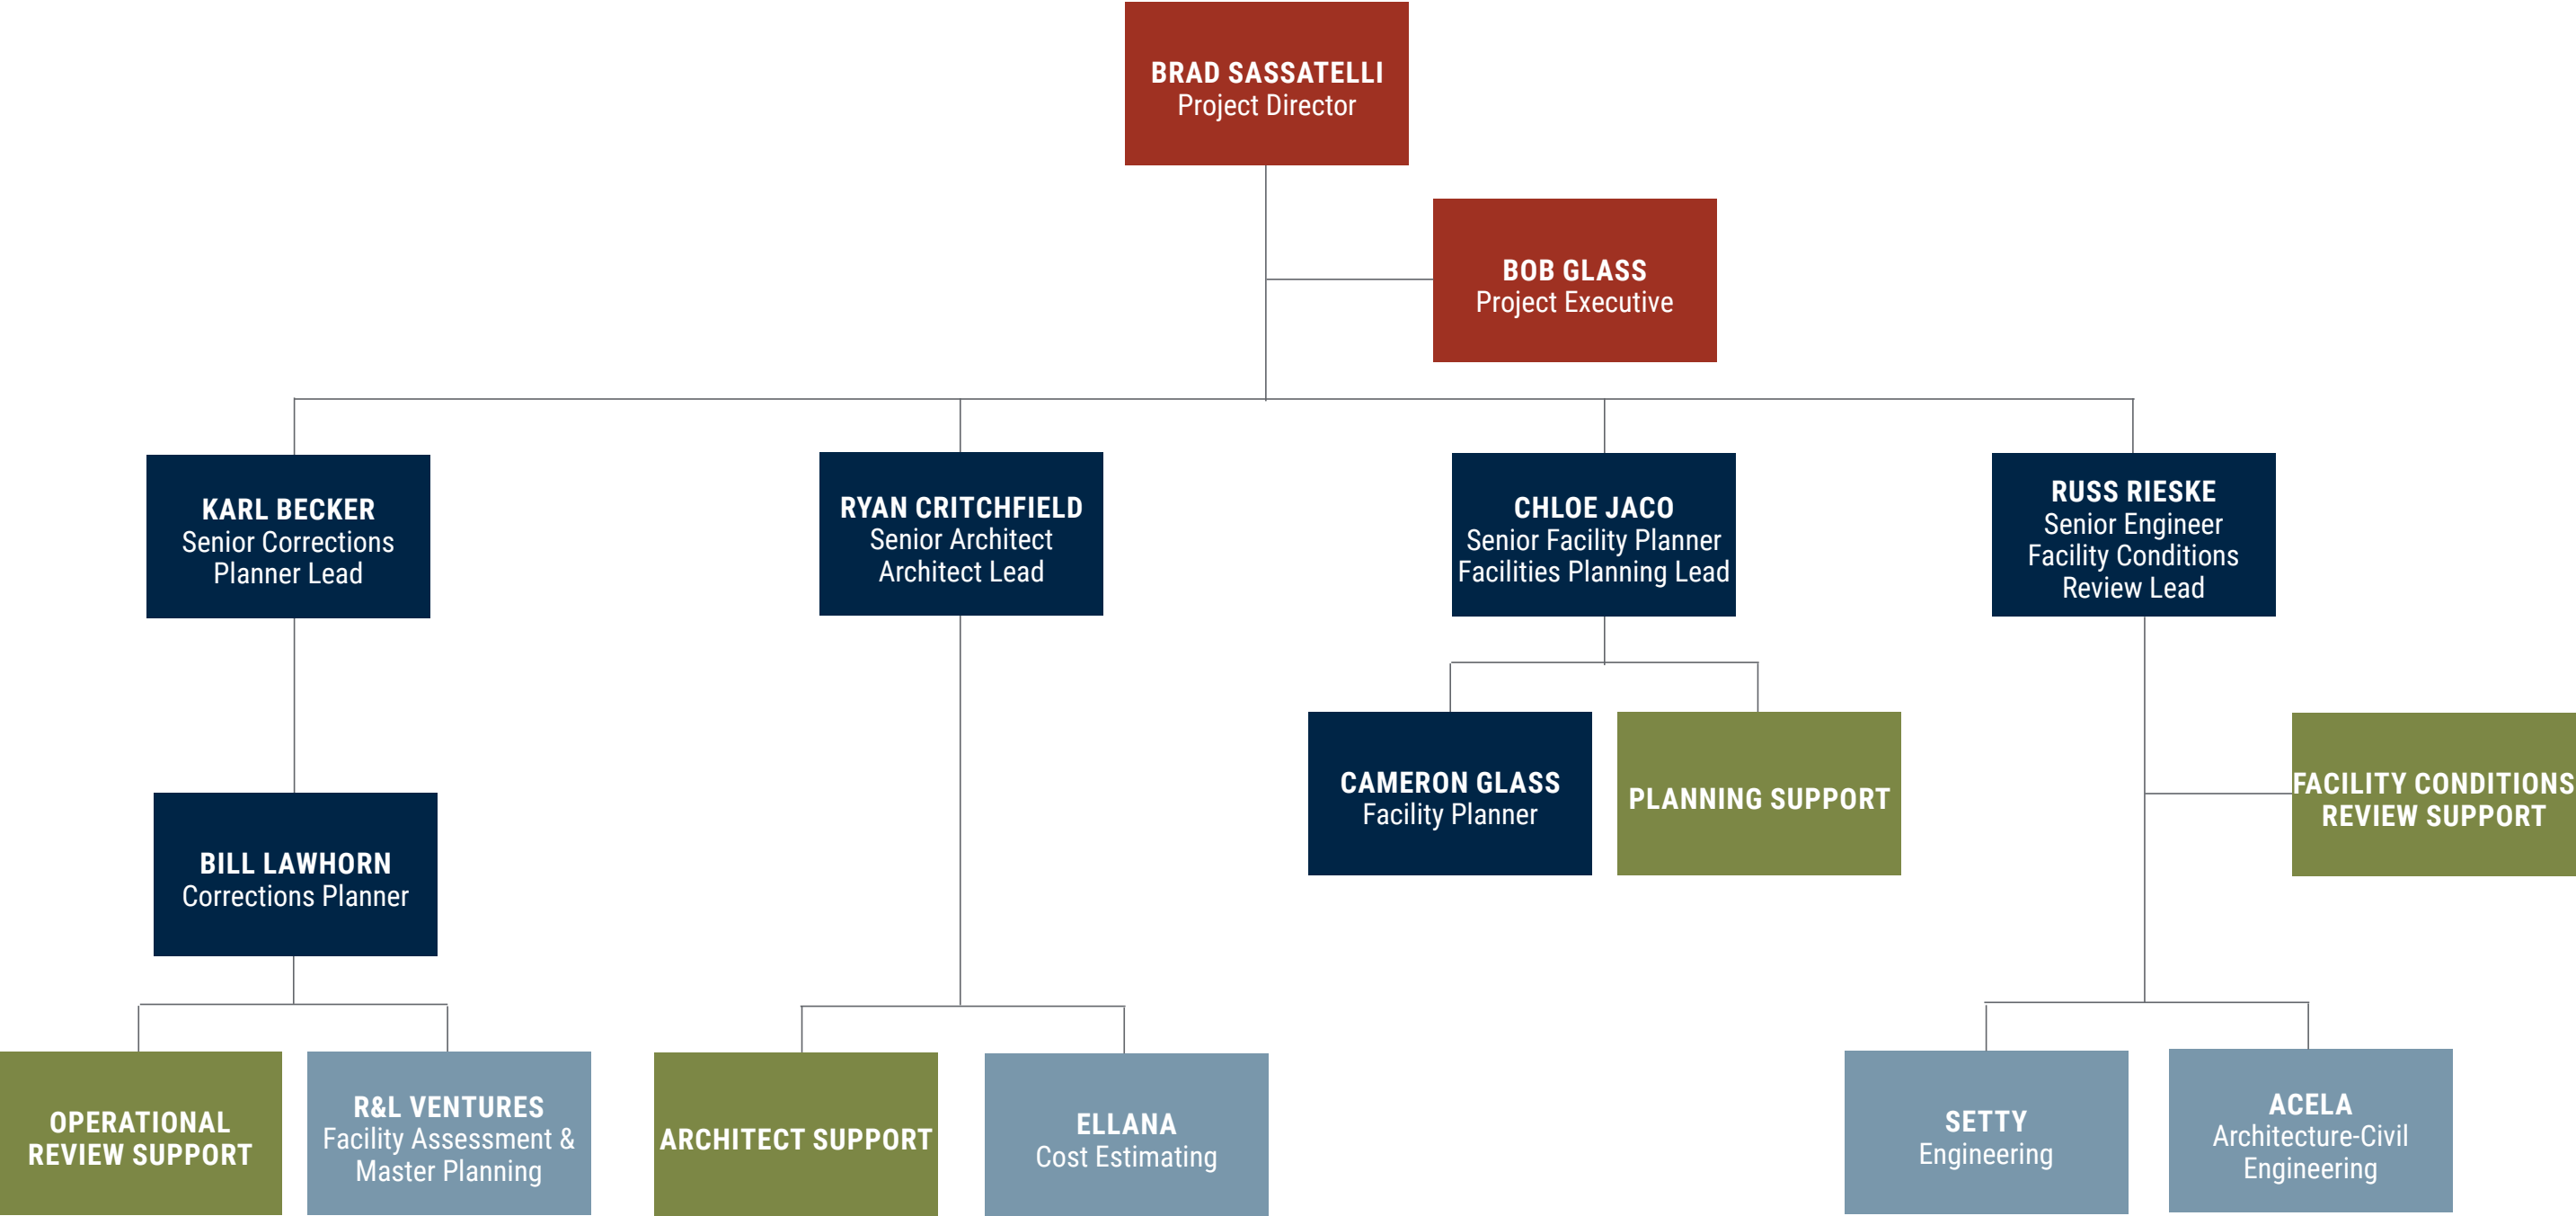 BRAD SASSATELLI
Project Director
BOB GLASS
Project Executive
KARL BECKER
Senior Corrections
Planner Lead
RYAN CRITCHFIELD
Senior Architect
Architect Lead
CHLOE JACO
Senior Facility Planner
Facilities Planning Lead
RUSS RIESKE
Senior Engineer
Facility Conditions
Review Lead
CAMERON GLASS
Facility Planner
PLANNING SUPPORT
FACILITY CONDITIONS
REVIEW SUPPORT
BILL LAWHORN
Corrections Planner
OPERATIONAL
REVIEW SUPPORT
R&L VENTURES
Facility Assessment &
Master Planning
ARCHITECT SUPPORT
ELLANA
Cost Estimating
SETTY
Engineering
ACELA
Architecture-Civil
Engineering